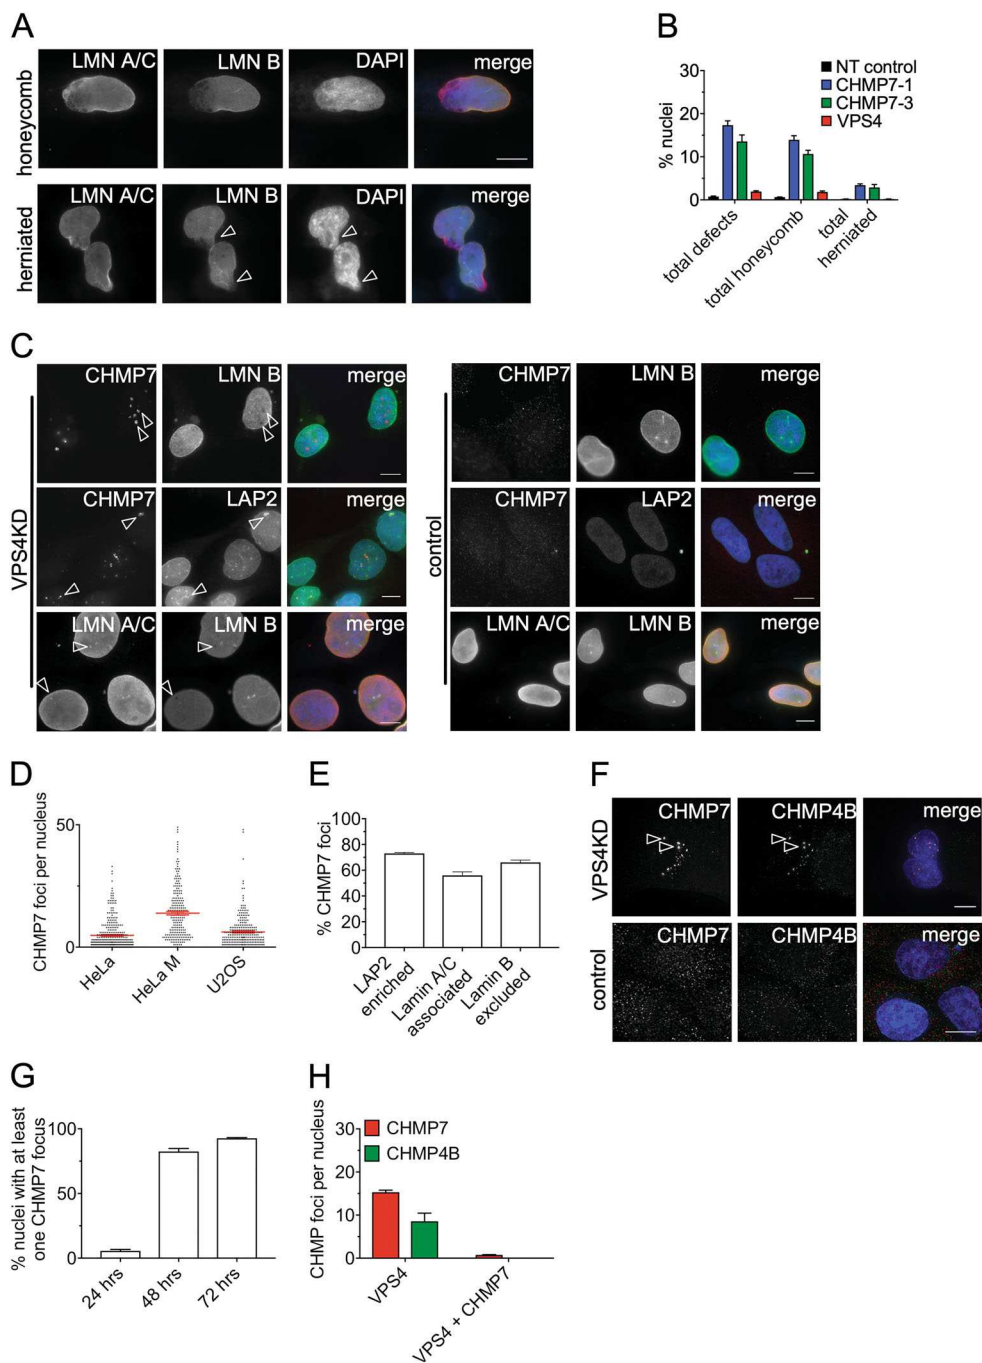 A
LMN A/C
LMN B
DAPI
merge
honeycomb
LMN A/C
LMN B
DAPI
merge
herniated
B
NT control
CHMP7-1
CHMP7-3
VPS4
30
20
10
0
% nuclei
total defects
total honeycomb
total
herniated
C
VPS4KD
CHMP7
LMN B
merge
CHMP7
LAP2
merge
LMN A/C
LMN B
merge
control
CHMP7
LMN B
merge
CHMP7
LAP2
merge
LMN A/C
LMN B
merge
D
CHMP7 foci per nucleus
50
0
HeLa
HeLa M
U2OS
E
% CHMP7 foci
100
80
60
40
20
0
LAP2
enriched
Lamin A/C
associated
Lamin B
excluded
F
VPS4KD
CHMP7
CHMP4B
merge
control
CHMP7
CHMP4B
merge
G
% nuclei with at least
one CHMP7 focus
100
50
0
24 hrs
48 hrs
72 hrs
H
CHMP foci per nucleus
30
20
10
0
CHMP7
CHMP4B
VPS4
VPS4 + CHMP7